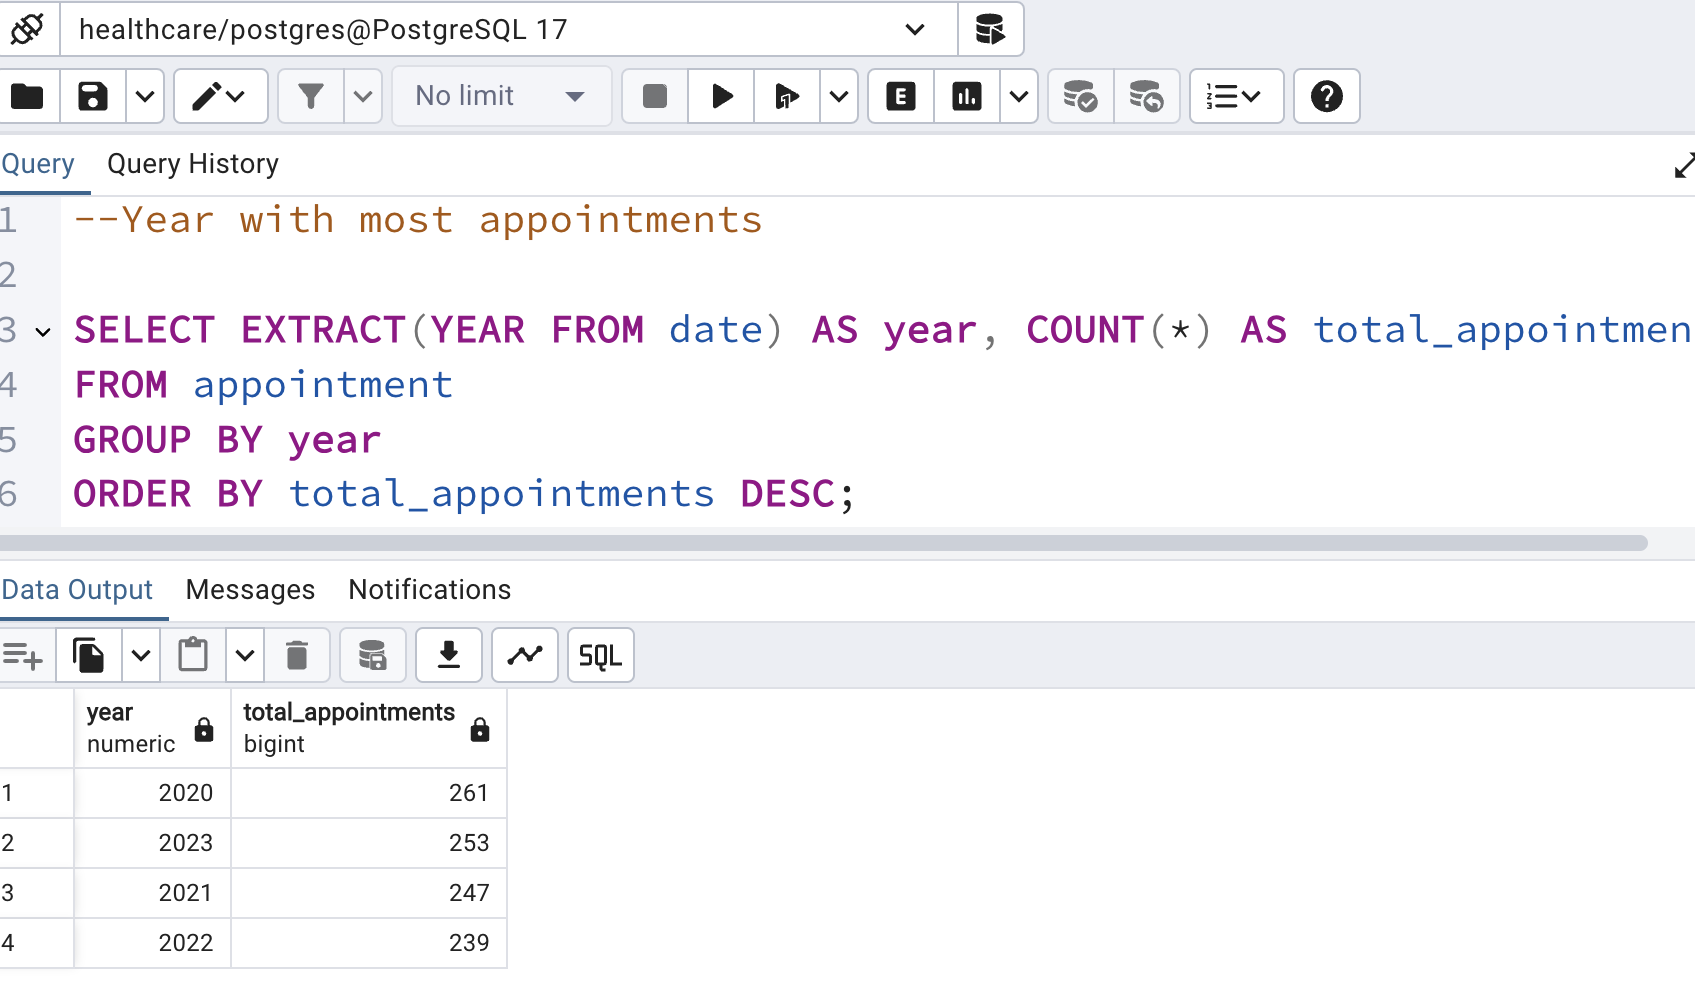 healthcare/postgres@PostgreSQL 17
No limit
E
1
2
3
?
Query Query History
1 --Year with most appointments
2
3 SELECT EXTRACT(YEAR FROM date) AS year, COUNT(*) AS total_appointmen
4 FROM appointment
5 GROUP BY year
6 ORDER BY total_appointments DESC;
Data Output Messages Notifications
SQL
year total_appointments
numeric bigint
1 2020 261
2 2023 253
3 2021 247
4 2022 239